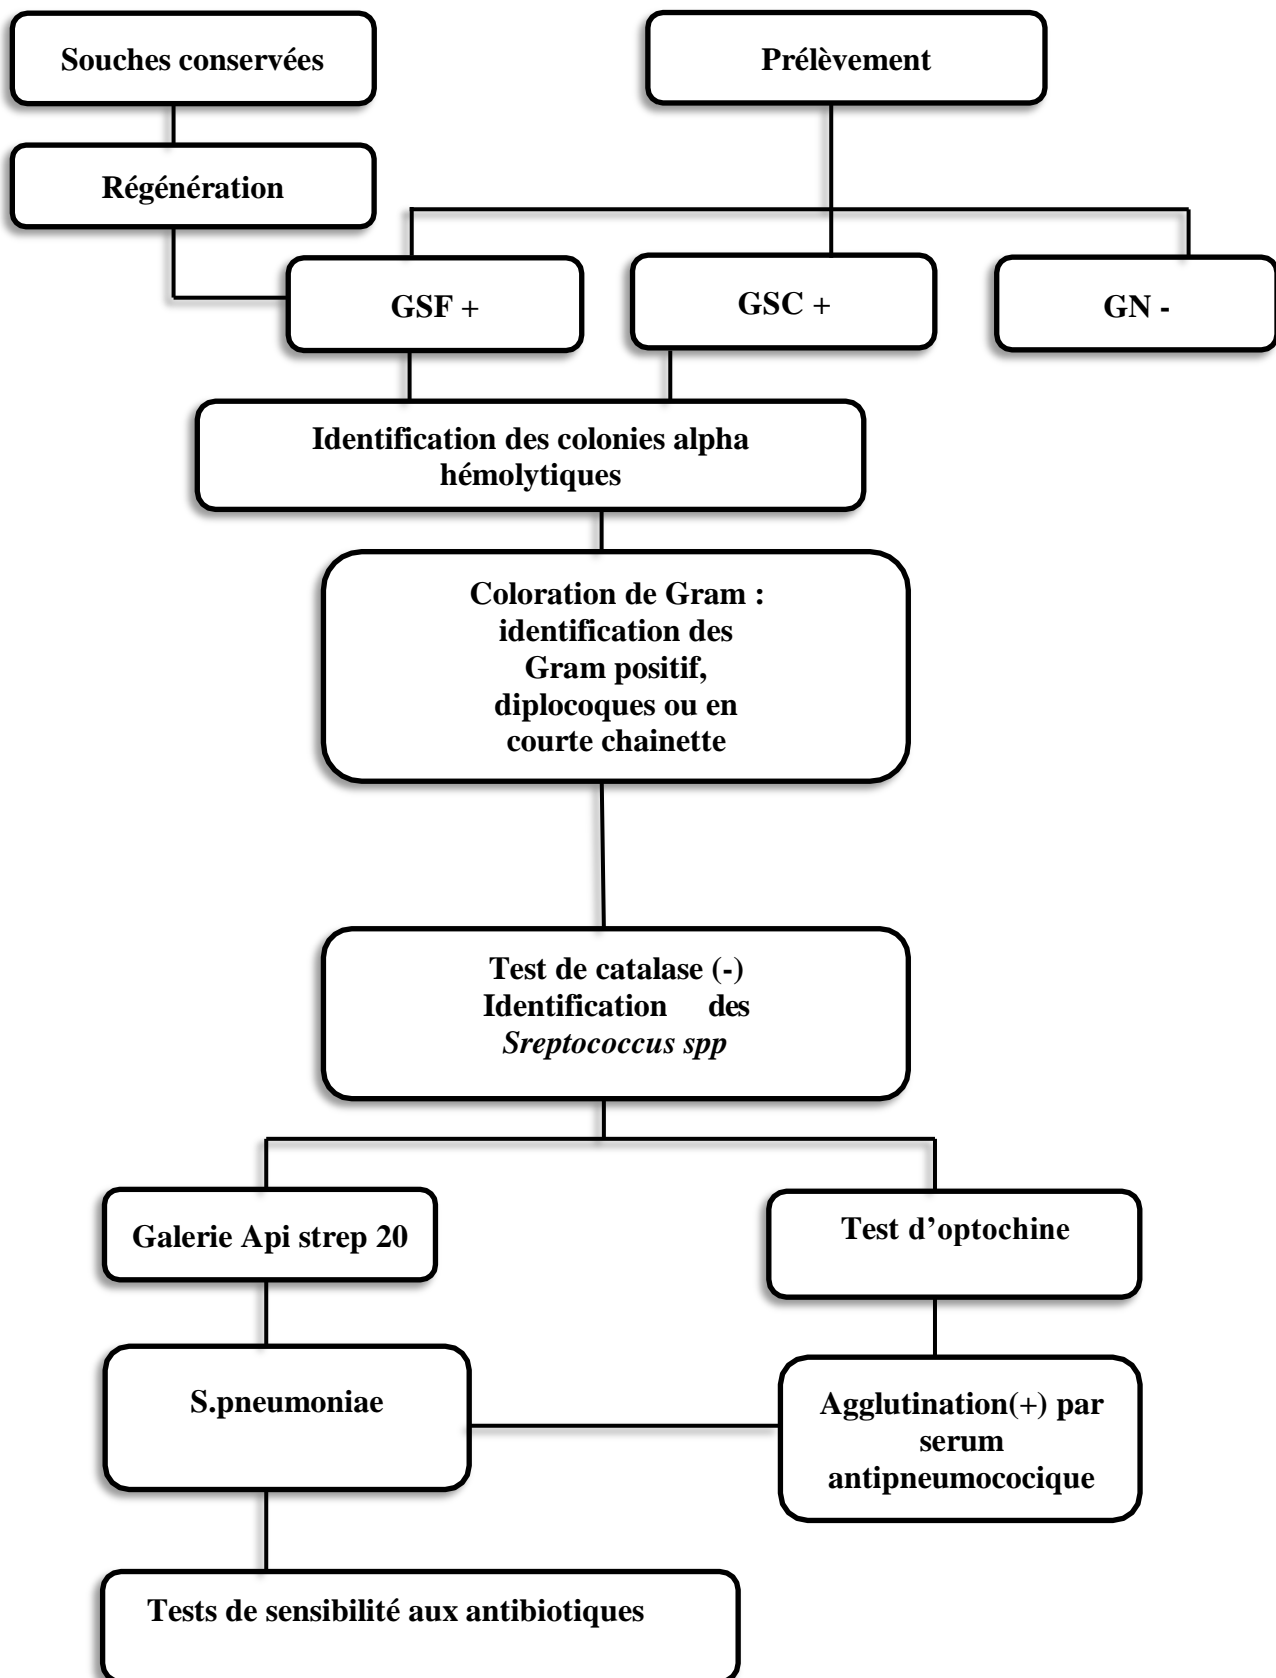 Souches conservées
Prélèvement
Régénération
GSF +
GSC +
GN -
Identification des colonies alpha
hémolytiques
Coloration de Gram :
identification des
Gram positif,
diplocoques ou en
courte chainette
Test de catalase (-)
Identification des
Sreptococcus spp
Galerie Api strep 20
Test d’optochine
S.pneumoniae
Agglutination(+) par
serum
antipneumococique
Tests de sensibilité aux antibiotiques